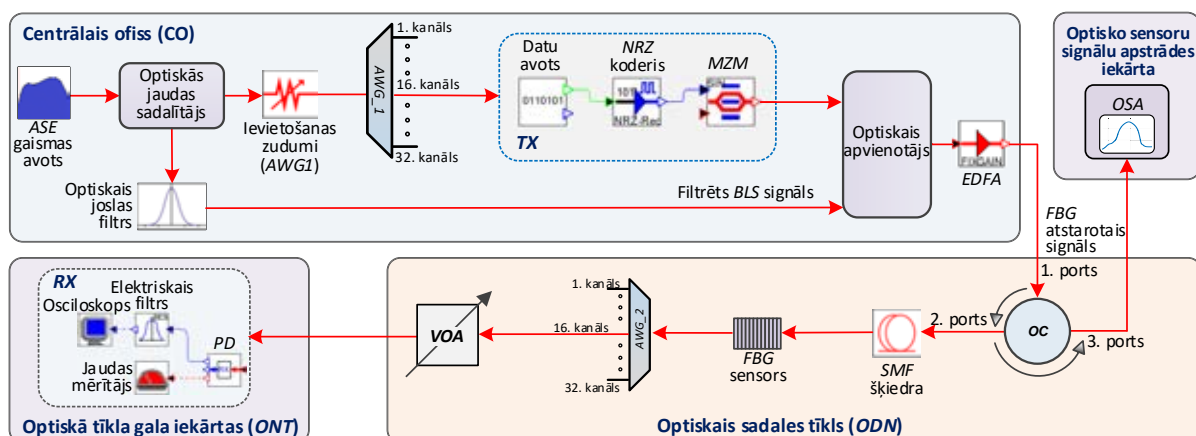 Centrālais ofiss (CO)
ASE
gaismas
avots
Optiskās
jaudas
sadalītājs
Ievietošanas
zudumi
(AWG1)
AWG_1
1. kanāls
16. kanāls
32. kanāls
Datu
avots
0110101
NRZ
koderis
NRZ-Rec
MZM
TX
Optiskais
apvienotājs
FIXGAIN
EDFA
Optiskais
joslas
filtrs
Filtrēts BLS signāls
Optisko sensoru
signālu apstrādes
iekārta
OSA
FBG
atstarotais
signāls
1. ports
2. ports
3. ports
OC
SMF
šķiedra
FBG
sensors
AWG_2
1. kanāls
16. kanāls
32. kanāls
VOA
Optiskais sadales tīkls (ODN)
RX
Elektriskais
filtrs
Osciloskops
PD
Jaudas
mērītājs
Optiskā tīkla gala iekārtas (ONT)